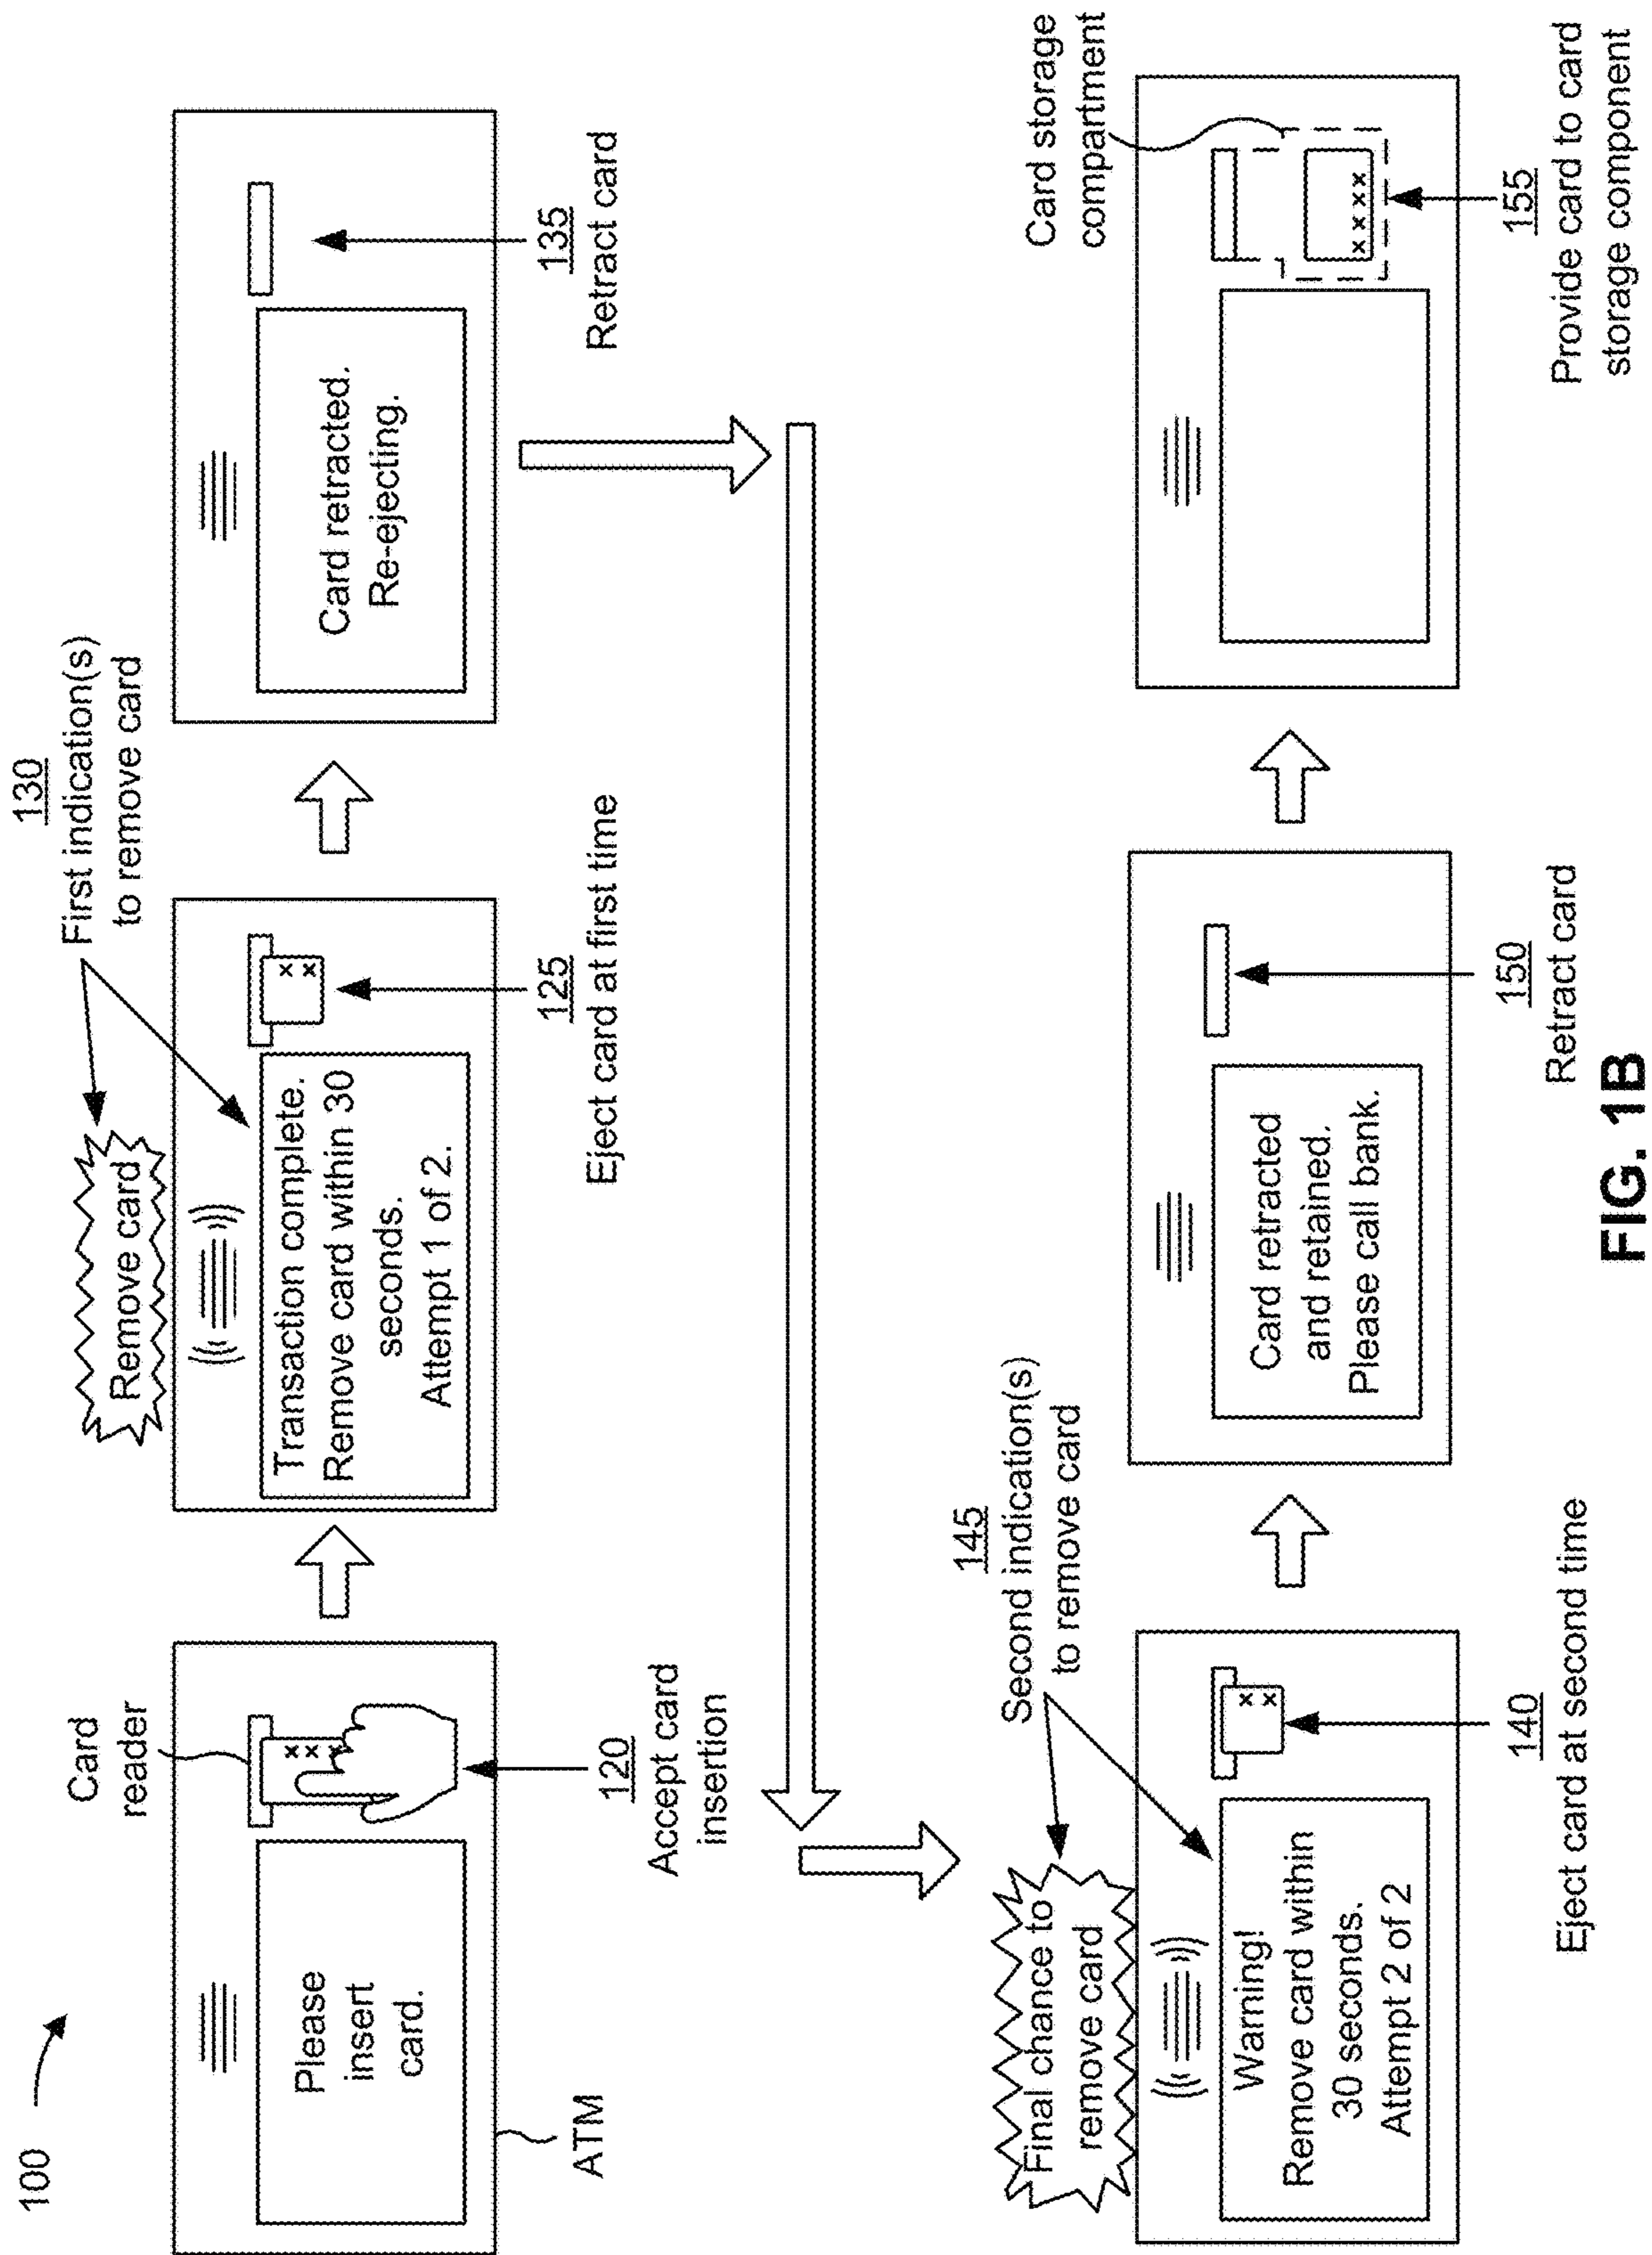 100
Card
reader
Please
insert
card.
ATM
120
Accept card
insertion
130
First indication(s)
to remove card
Remove card
Transaction complete.
Remove card within 30
seconds.
Attempt 1 of 2.
125
Eject card at first time
Card retracted.
Re-ejecting.
135
Retract card
145
Second indication(s)
to remove card
Final chance to
remove card
Warning!
Remove card within
30 seconds.
Attempt 2 of 2
140
Eject card at second time
Card retracted
and retained.
Please call bank.
150
Retract card
Card storage
compartment
155
Provide card to card
storage component
FIG. 1B